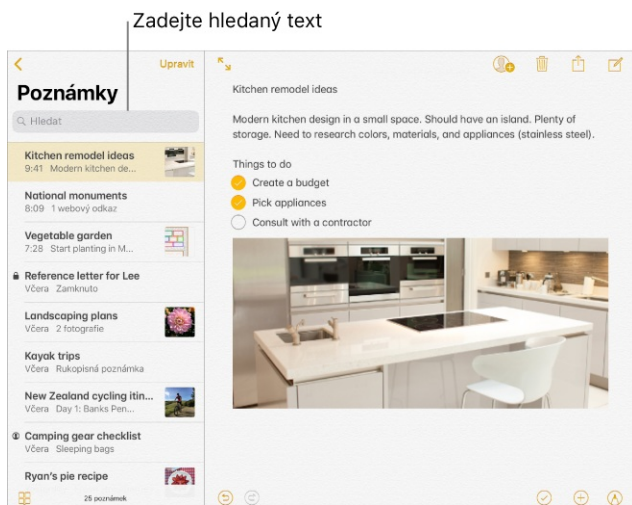 Zadejte hledaný text
Upravit
Poznámky
Hledat
Kitchen remodel ideas
9:41 Modern kitchen de...
National monuments
8:09 1 webový odkaz
Vegetable garden
7:28 Start planting in M...
Reference letter for Lee
Včera Zamknuto
Landscaping plans
Včera 2 fotografie
Kayak trips
Včera Rukopisná poznámka
New Zealand cycling itin...
Včera Day 1: Banks Pen...
Camping gear checklist
Včera Sleeping bags
Ryan's pie recipe
25 poznámek
Kitchen remodel ideas
Modern kitchen design in a small space. Should have an island. Plenty of
storage. Need to research colors, materials, and appliances (stainless steel).
Things to do
Create a budget
Pick appliances
Consult with a contractor